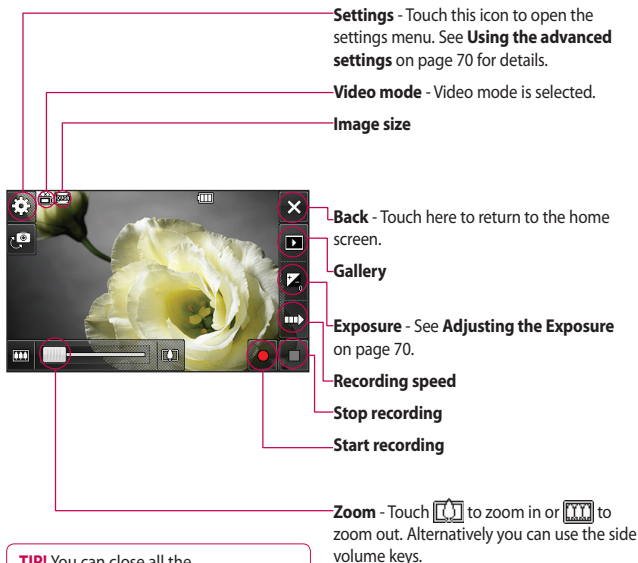 Settings - Touch this icon to open the
settings menu. See Using the advanced
settings on page 70 for details.
Video mode - Video mode is selected.
Image size
Back - Touch here to return to the home
screen.
Gallery
Exposure - See Adjusting the Exposure
on page 70.
Recording speed
Stop recording
Start recording
Zoom - Touch to zoom in or to
zoom out. Alternatively you can use the side
volume keys.
TIP! You can close all the